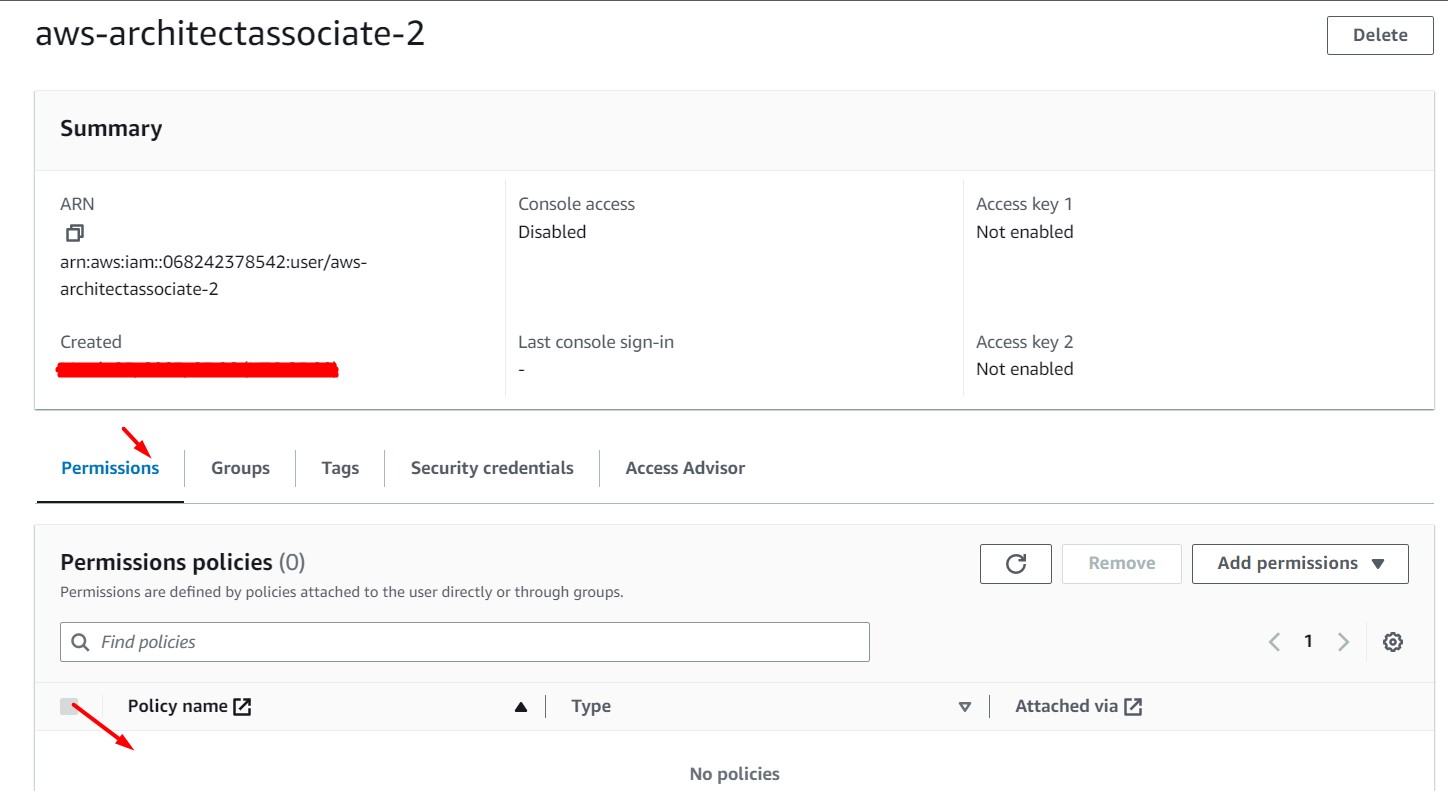 aws-architectassociate-2
Delete
Summary
ARN
arn:aws:iam::068242378542:user/aws-
architectassociate-2
Created
Console access
Disabled
Last console sign-in
-
Access key 1
Not enabled
Access key 2
Not enabled
Permissions
Groups
Tags
Security credentials
Access Advisor
Permissions policies (0)
Permissions are defined by policies attached to the user directly or through groups.
Remove
Add permissions
Find policies
1
Policy name
Type
Attached via
No policies